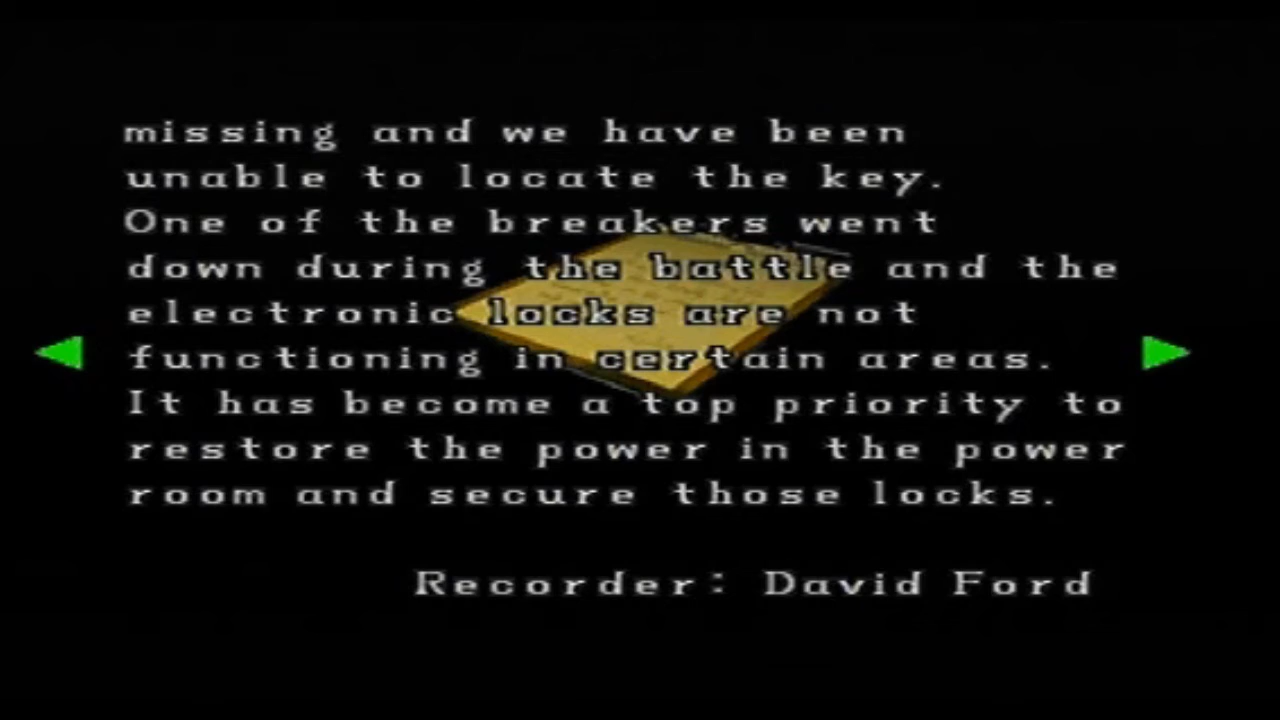 missing and we have been
unable to locate the key.
One of the breakers went
down during the battle and the
electronic locks are not
functioning in certain areas.
It has become a top priority to
restore the power in the power
room and secure those locks.
Recorder: David Ford